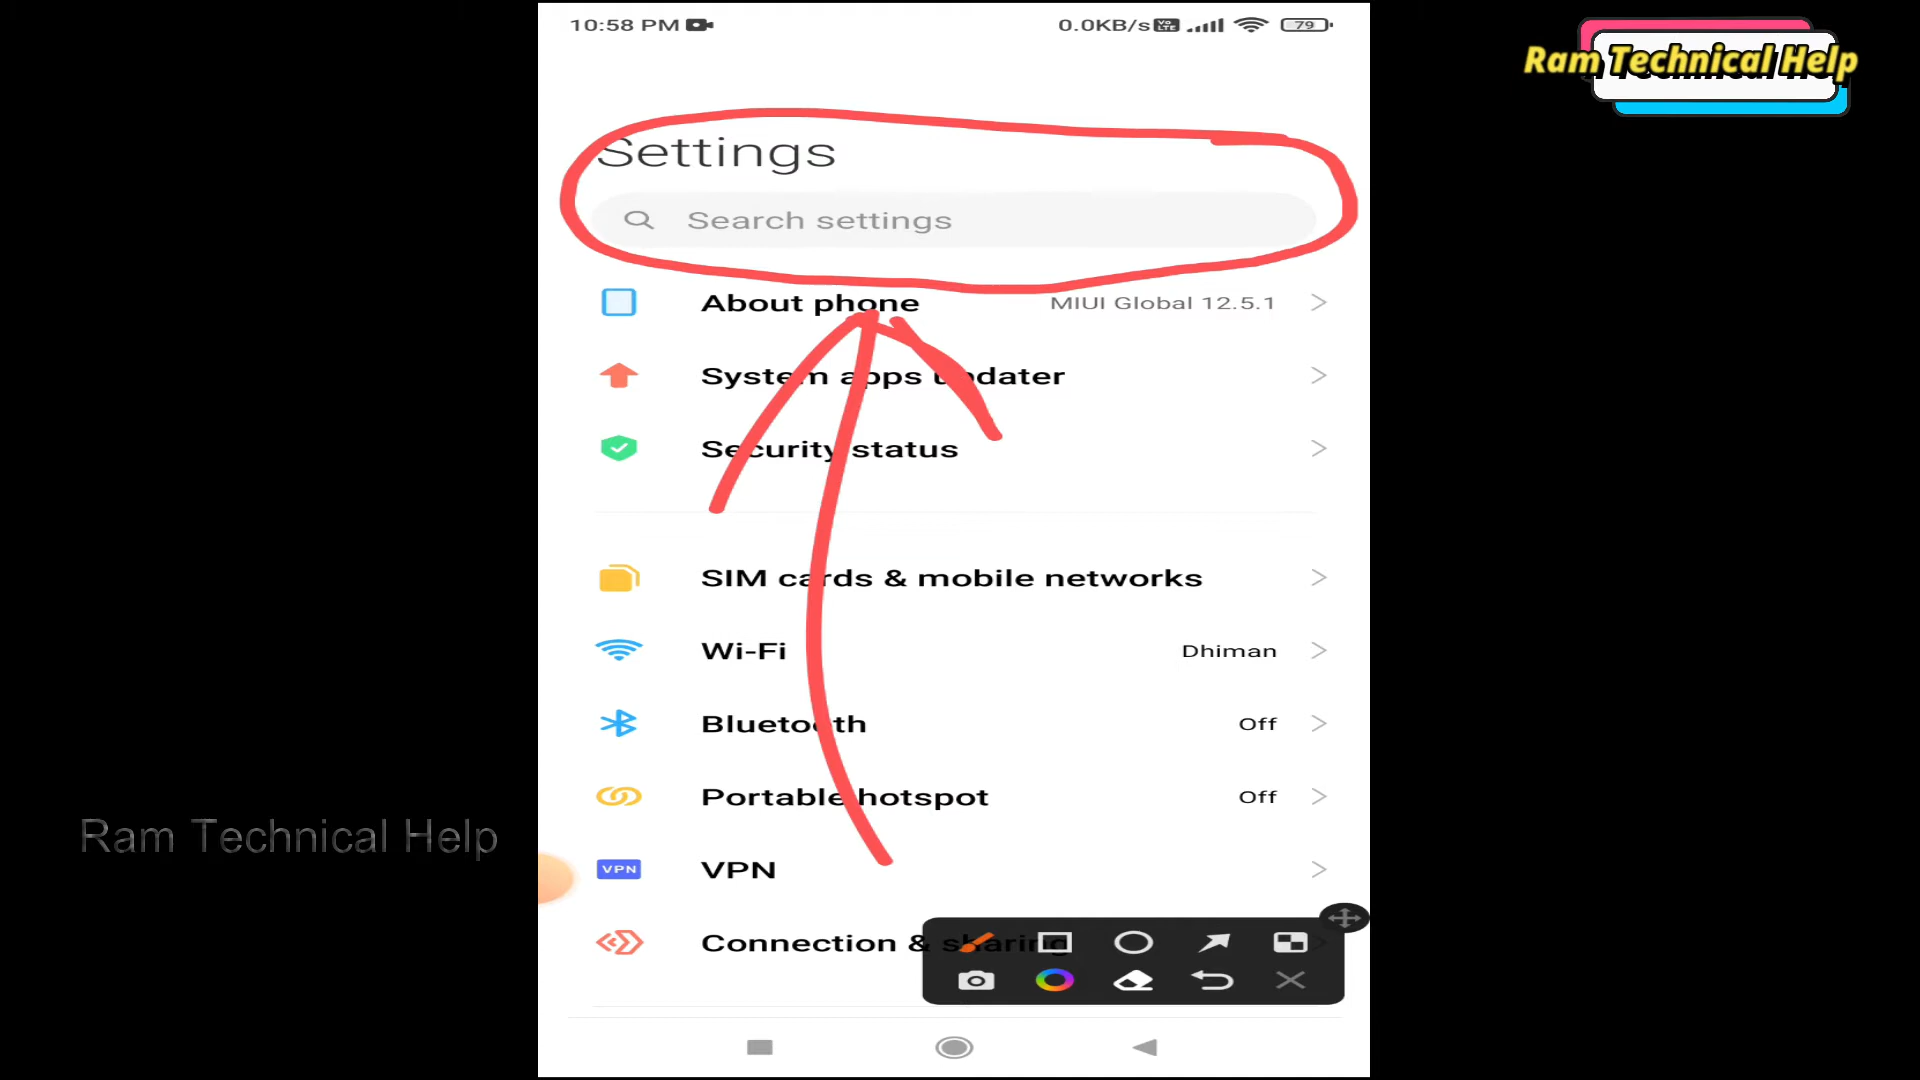 10:58 PM
0.0KB/s Vo LTE 79
Ram Technical Help
Settings
Search settings
About phone MIUI Global 12.5.1
System apps updater
Security status
SIM cards & mobile networks
Wi-Fi Dhiman
Bluetooth Off
Portable hotspot Off
Ram Technical Help
VPN VPN
Connection & sharing